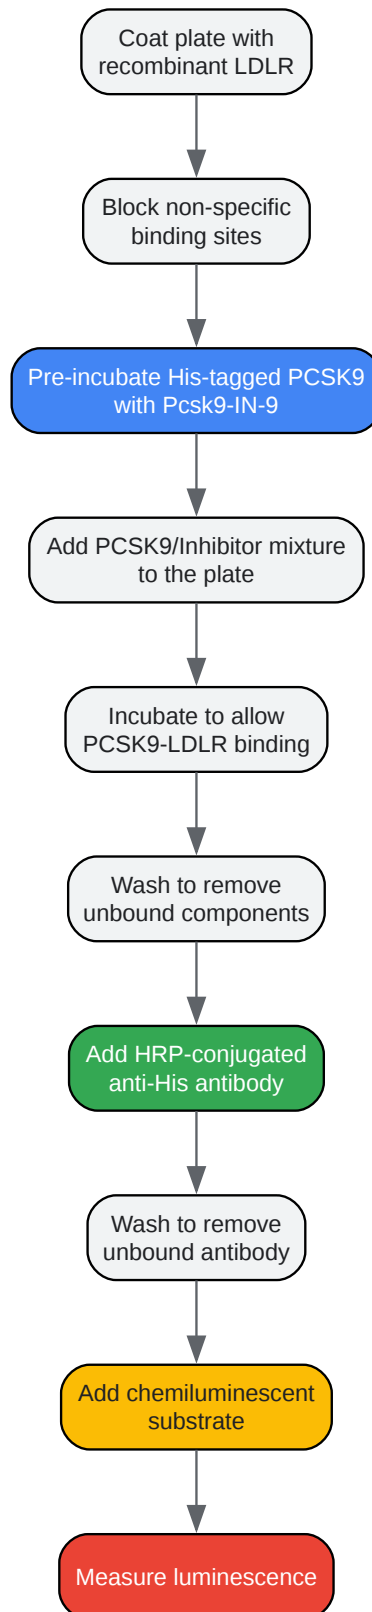 Coat plate with
recombinant LDLR
Block non-specific
binding sites
Pre-incubate His-tagged PCSK9
with Pcsk9-IN-9
Add PCSK9/Inhibitor mixture
to the plate
Incubate to allow
PCSK9-LDLR binding
Wash to remove
unbound components
Add HRP-conjugated
anti-His antibody
Wash to remove
unbound antibody
Add chemiluminescent
substrate
Measure luminescence